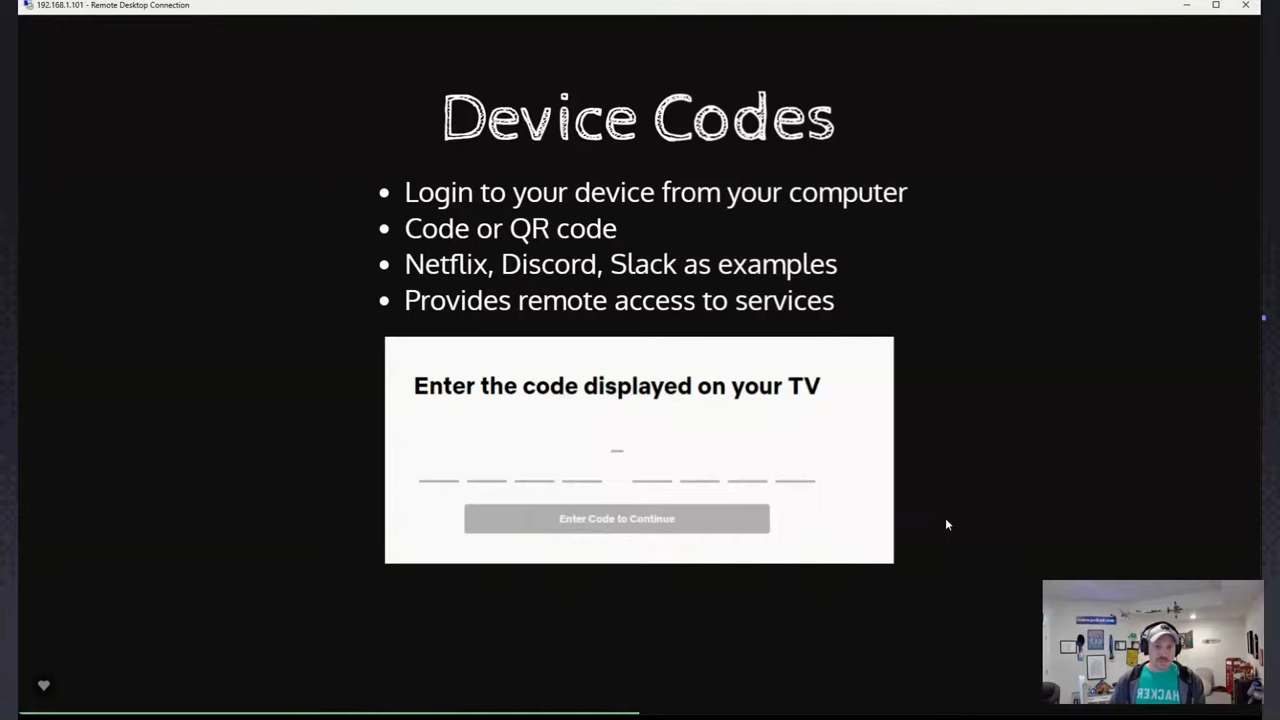 192.168.1.101 - Remote Desktop Connection
Device Codes
• Login to your device from your computer
• Code or QR code
• Netflix, Discord, Slack as examples
• Provides remote access to services
Enter the code displayed on your TV
Enter Code to Continue
HACKER